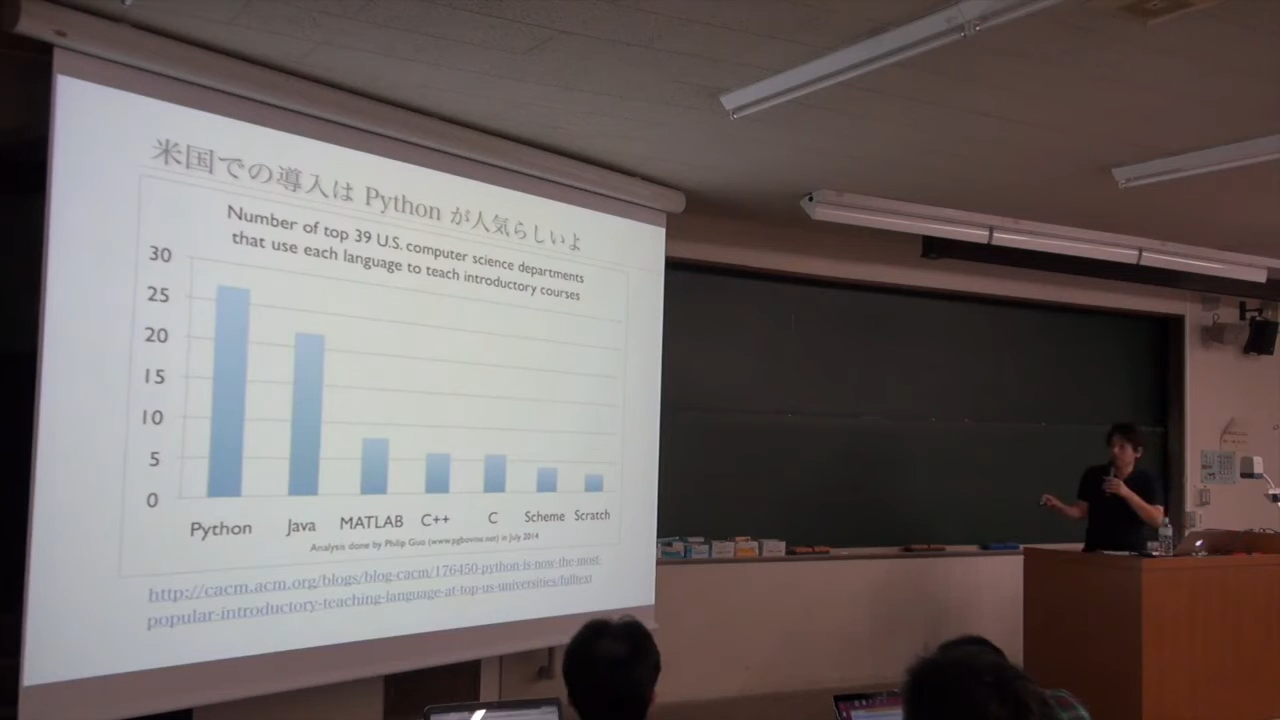 米国での導入は Python が人気らしいよ
Number of top 39 U.S. computer science departments
that use each language to teach introductory courses
30
25
20
15
10
5
0
Python Java MATLAB C++ C Scheme Scratch
Analysis done by Philip Guo (www.pgbovine.net) in July 2014
http://cacm.acm.org/blogs/blog-cacm/176450-python-is-now-the-most-
popular-introductory-teaching-language-at-top-us-universities/fulltext